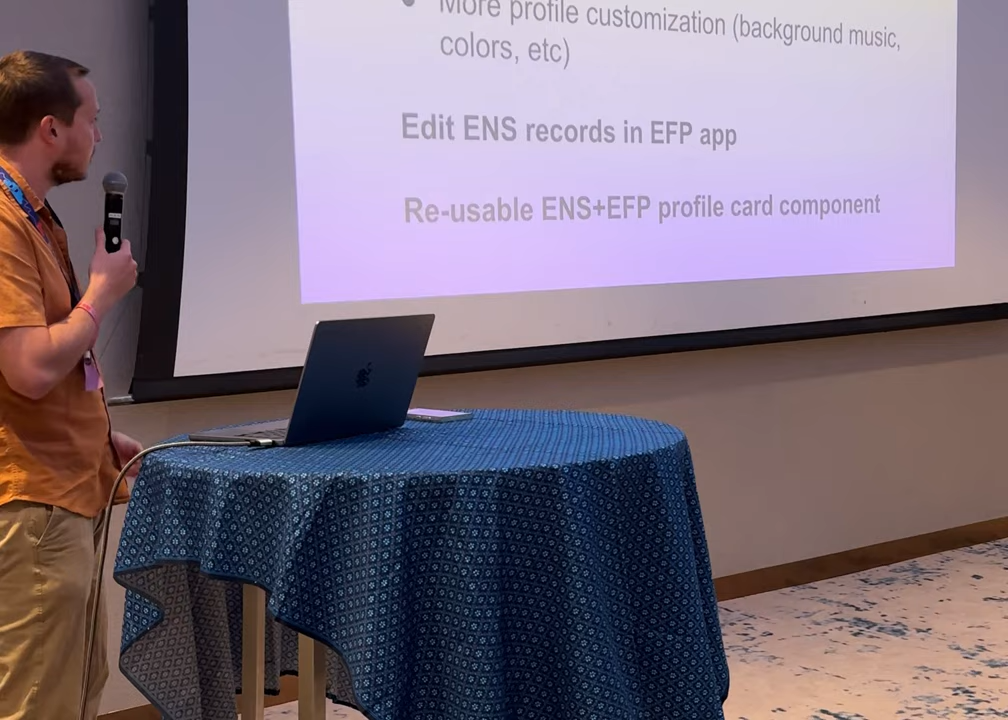 More profile customization (background music,
colors, etc)
Edit ENS records in EFP app
Re-usable ENS+EFP profile card component